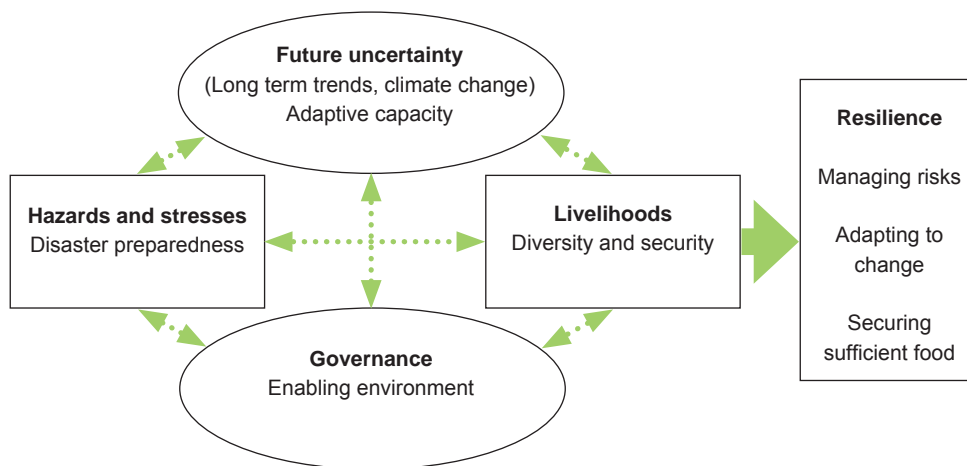 Future uncertainty
(Long term trends, climate change)
Adaptive capacity
Hazards and stresses
Disaster preparedness
Livelihoods
Diversity and security
Governance
Enabling environment
Resilience
Managing risks
Adapting to
change
Securing
sufficient food